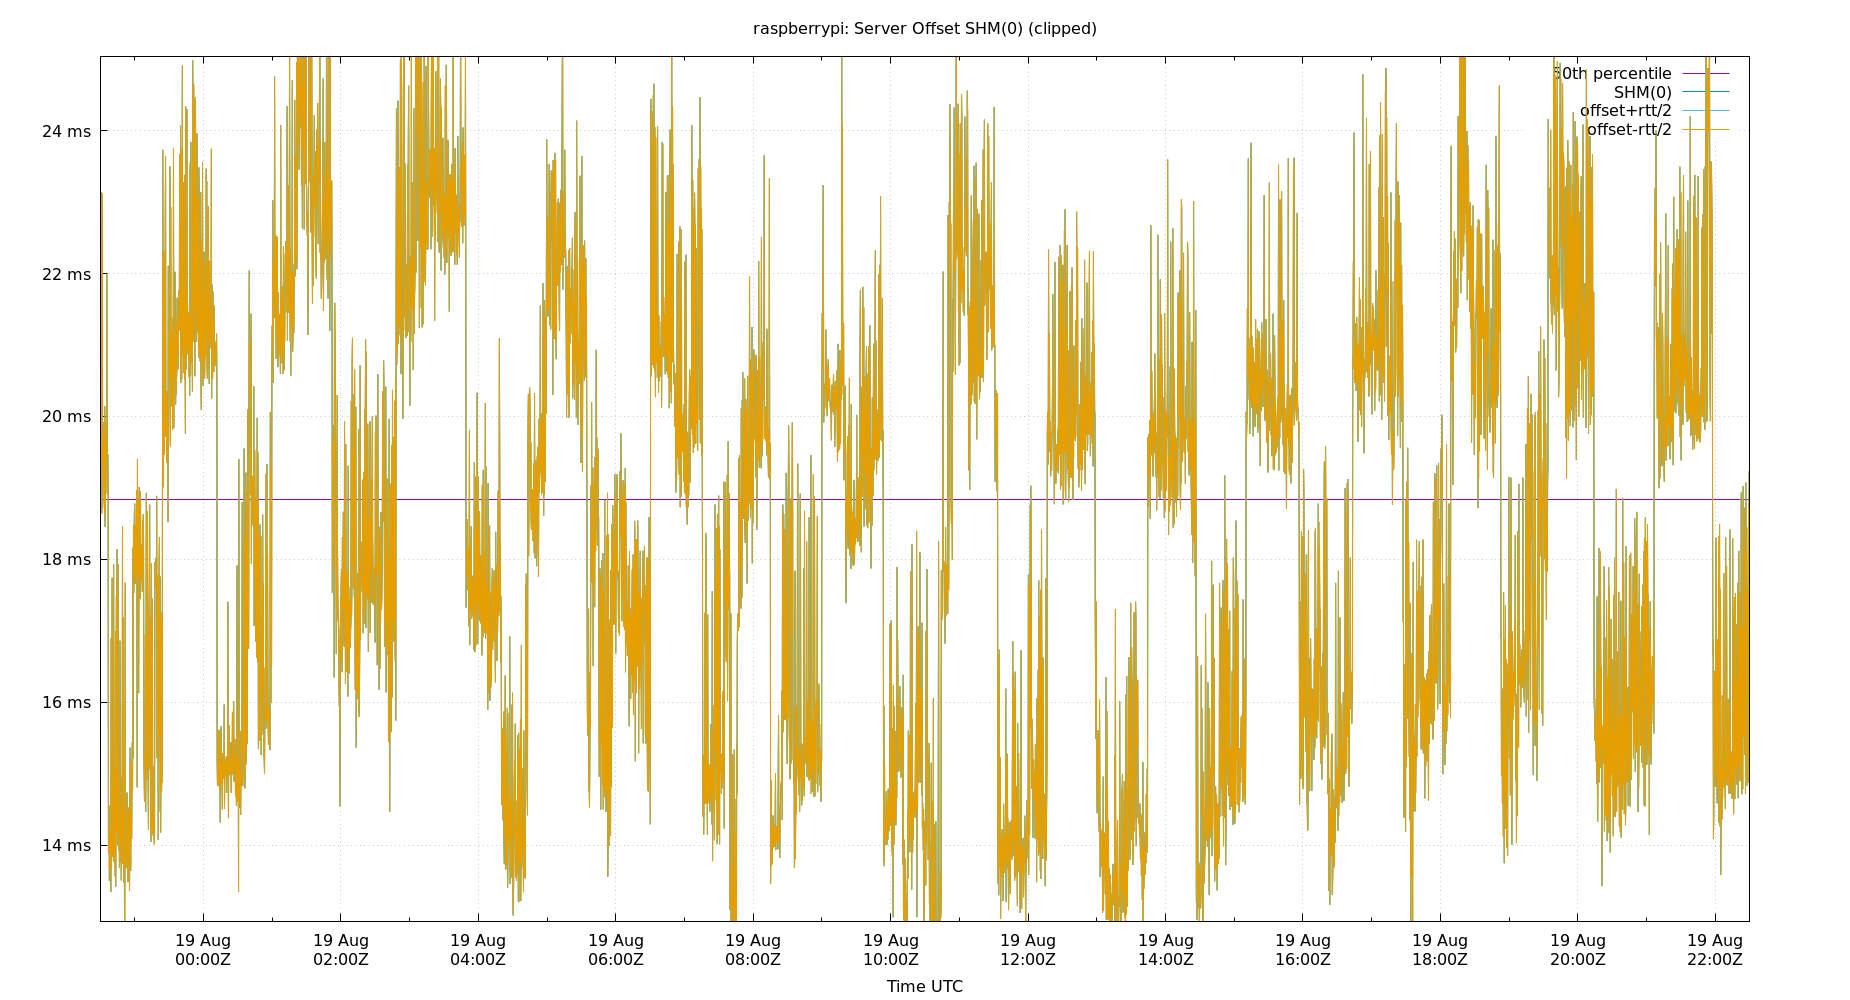 raspberrypi: Server Offset SHM(0) (clipped)
50th percentile
SHM(0)
offset+rtt/2
offset-rtt/2
24 ms
22 ms
20 ms
18 ms
16 ms
14 ms
19 Aug 19 Aug 19 Aug 19 Aug 19 Aug 19 Aug 19 Aug 19 Aug 19 Aug 19 Aug 19 Aug 19 Aug
00:00Z 02:00Z 04:00Z 06:00Z 08:00Z 10:00Z 12:00Z 14:00Z 16:00Z 18:00Z 20:00Z 22:00Z
Time UTC